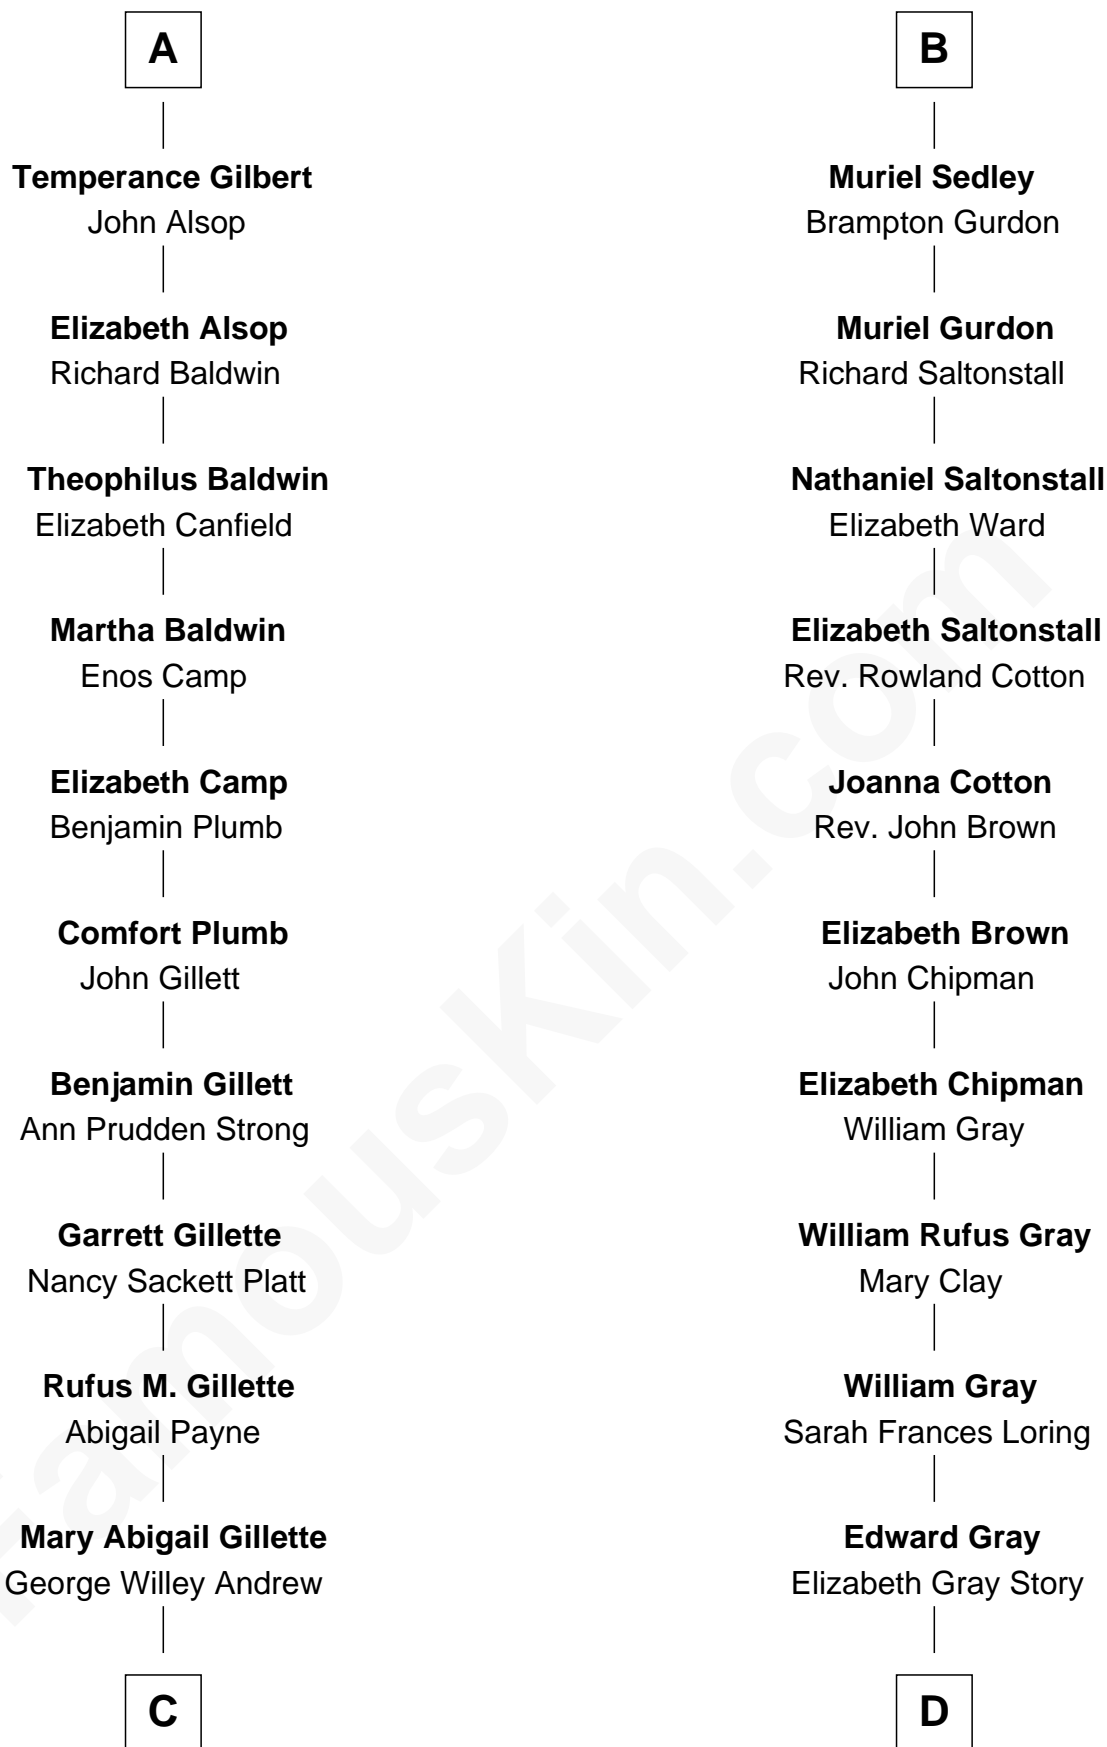 A
Temperance Gilbert
John Alsop
Elizabeth Alsop
Richard Baldwin
Theophilus Baldwin
Elizabeth Canfield
Martha Baldwin
Enos Camp
Elizabeth Camp
Benjamin Plumb
Comfort Plumb
John Gillett
Benjamin Gillett
Ann Prudden Strong
Garrett Gillette
Nancy Sackett Platt
Rufus M. Gillette
Abigail Payne
Mary Abigail Gillette
George Willey Andrew
C
B
Muriel Sedley
Brampton Gurdon
Muriel Gurdon
Richard Saltonstall
Nathaniel Saltonstall
Elizabeth Ward
Elizabeth Saltonstall
Rev. Rowland Cotton
Joanna Cotton
Rev. John Brown
Elizabeth Brown
John Chipman
Elizabeth Chipman
William Gray
William Rufus Gray
Mary Clay
William Gray
Sarah Frances Loring
Edward Gray
Elizabeth Gray Story
D
FamousKin.com